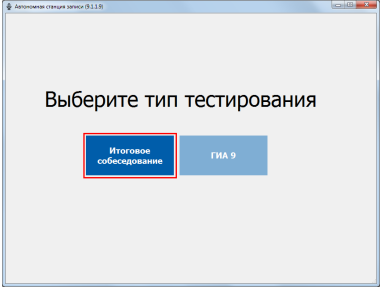 Автономная станция записи (9.1.1.9)
Выберите тип тестирования
Итоговое
собеседование
ГИА 9